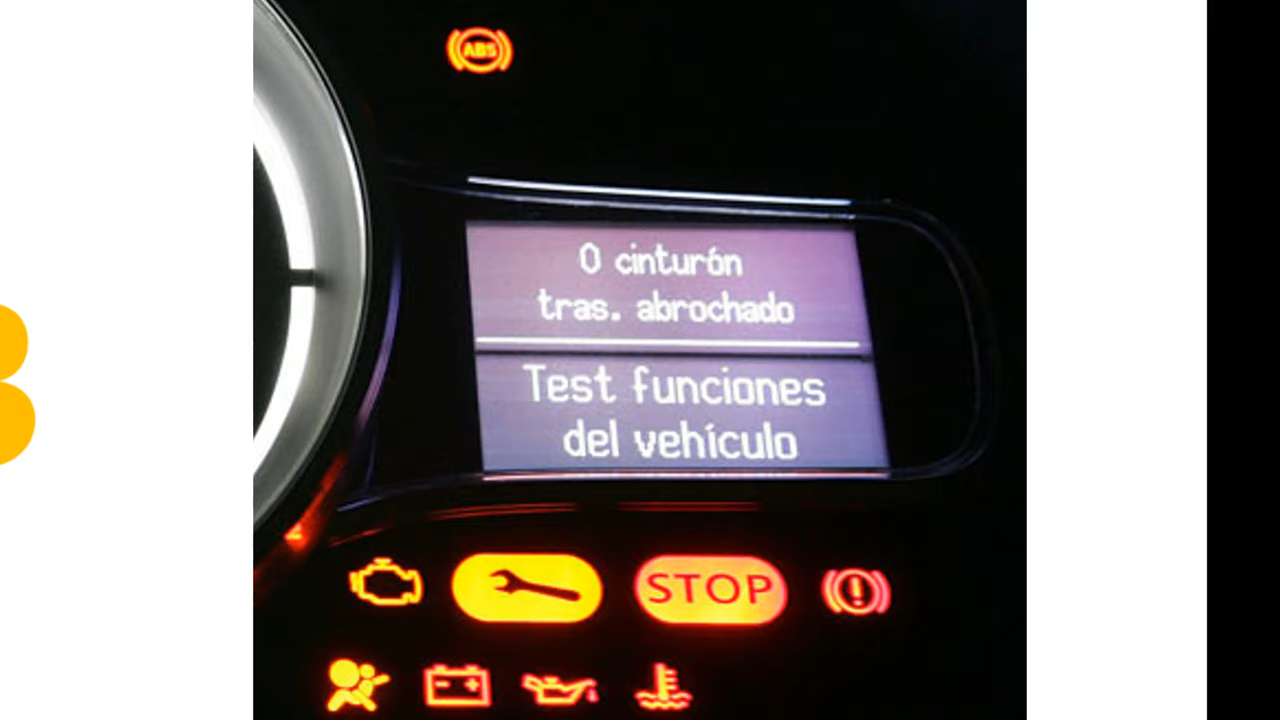 ABS
0 cinturón
tras. abrochado
Test funciones
del vehículo
STOP